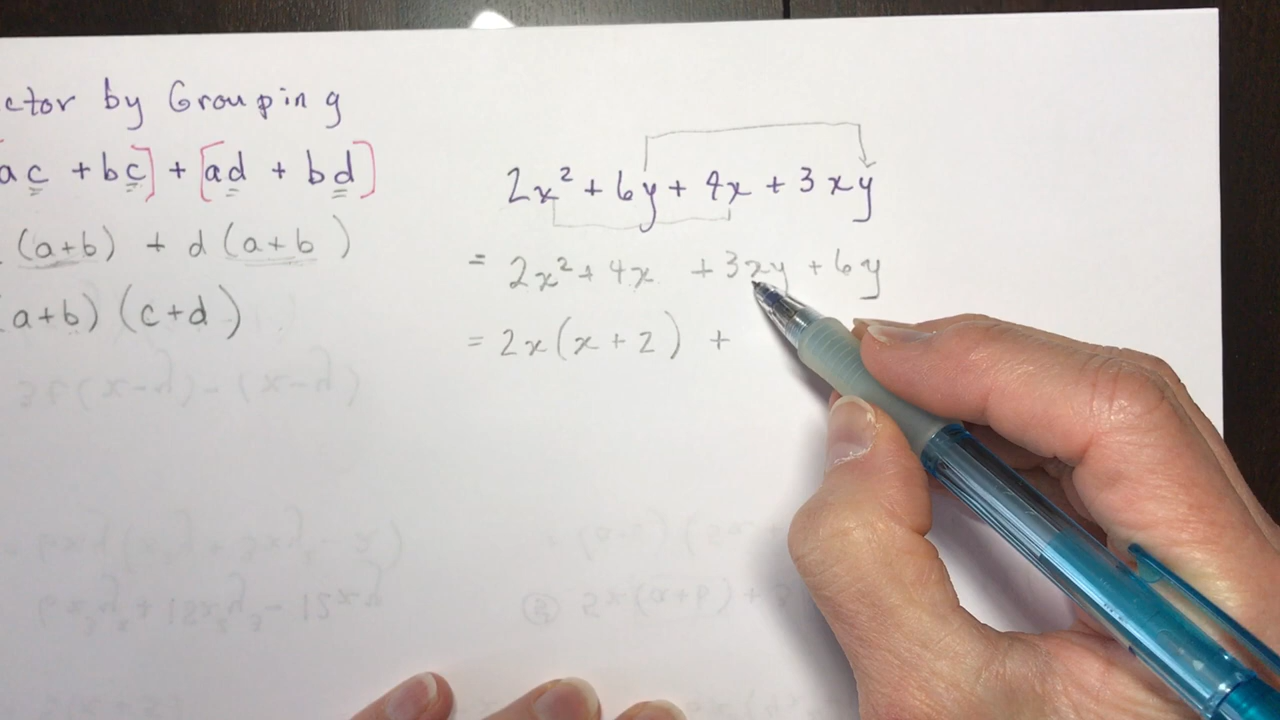 ctor by Grouping
ac + bc] + [ad + bd]
(a+b) + d(a+b)
(a+b)(c+d)
2x² + 6y + 4x + 3xy
= 2x² + 4x + 3xy + 6y
= 2x(x+2) +